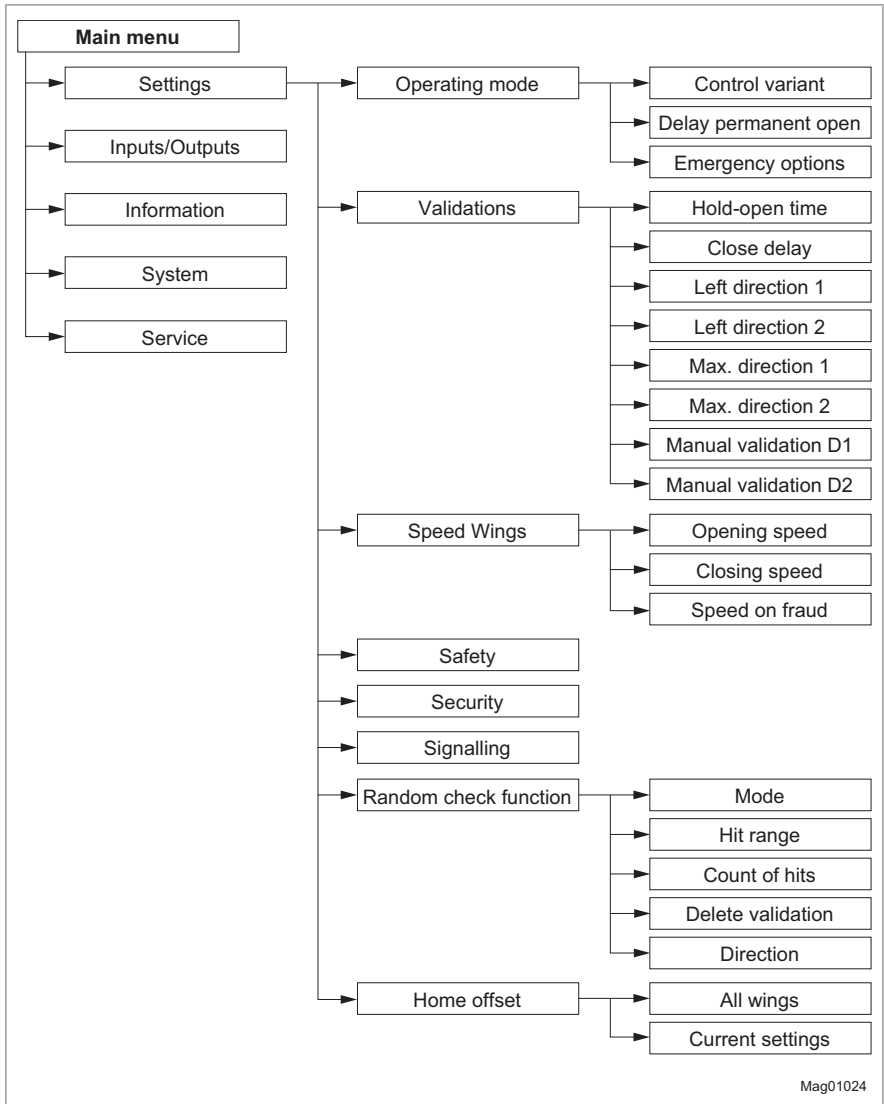 Main menu
Settings
Inputs/Outputs
Information
System
Service
Operating mode
Control variant
Delay permanent open
Emergency options
Validations
Hold-open time
Close delay
Left direction 1
Left direction 2
Max. direction 1
Max. direction 2
Manual validation D1
Manual validation D2
Speed Wings
Opening speed
Closing speed
Speed on fraud
Safety
Security
Signalling
Random check function
Mode
Hit range
Count of hits
Delete validation
Direction
Home offset
All wings
Current settings
Mag01024